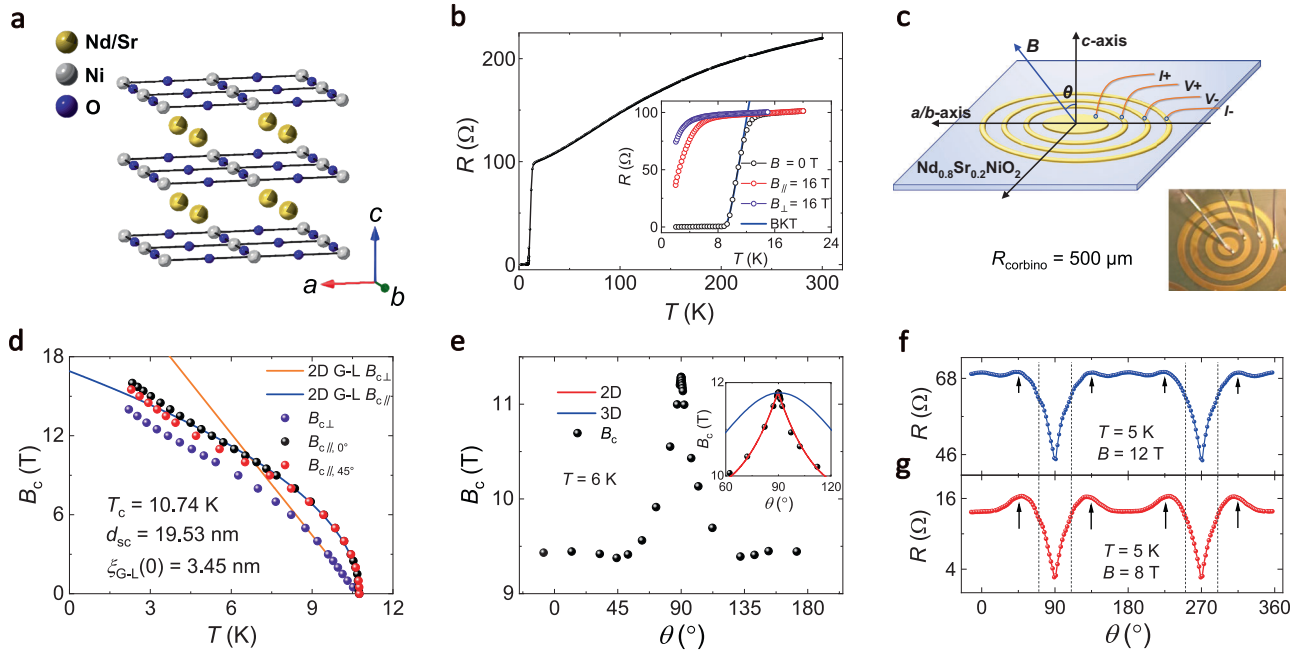 a
Nd/Sr
Ni
O
c
a
b
b
R (Ω)
200
100
0
0
100
200
300
T (K)
R (Ω)
100
50
0
0
8
16
24
T (K)
B = 0 T
B// = 16 T
B⊥ = 16 T
BKT
c
B
c-axis
θ
I+
V+
V-
I-
a/b-axis
Nd0.8Sr0.2NiO2
Rcorbino = 500 μm
d
Bc (T)
18
15
12
9
6
3
0
0
3
6
9
12
T (K)
2D G-L Bc⊥
2D G-L Bc//
Bc⊥
Bc//, 0°
Bc//, 45°
Tc = 10.74 K
dsc = 19.53 nm
ξG-L(0) = 3.45 nm
e
Bc (T)
11
10
9
0
45
90
135
180
θ (°)
2D
3D
Bc
T = 6 K
Bc (T)
12
10
60
90
120
θ (°)
f
R (Ω)
68
46
T = 5 K
B = 12 T
g
R (Ω)
16
4
T = 5 K
B = 8 T
0
90
180
270
360
θ (°)